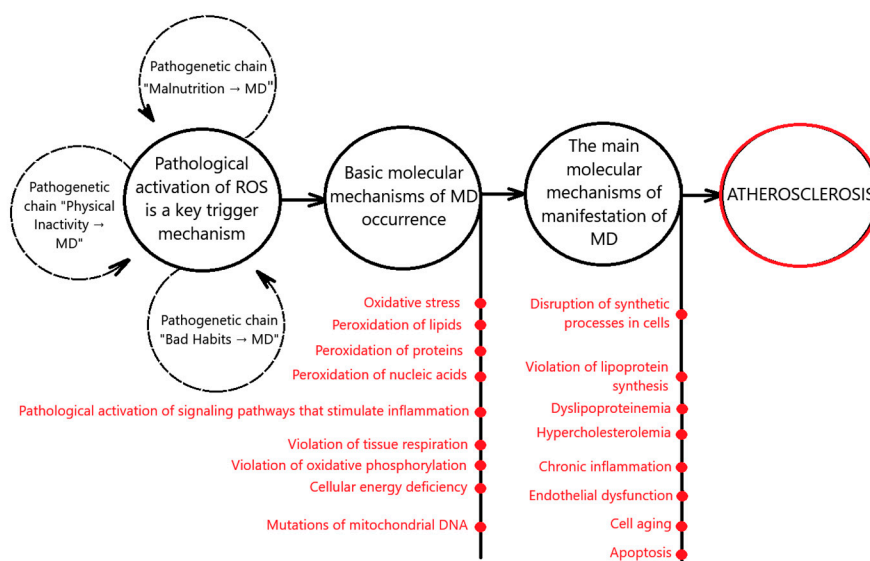 Pathogenetic chain
"Malnutrition → MD"
Pathogenetic
chain "Physical
Inactivity →
MD"
Pathogenetic chain
"Bad Habits → MD"
Pathological
activation of ROS
is a key trigger
mechanism
Basic molecular
mechanisms of MD
occurrence
The main
molecular
mechanisms of
manifestation of
MD
ATHEROSCLEROSIS
Oxidative stress
Peroxidation of lipids
Peroxidation of proteins
Peroxidation of nucleic acids
Pathological activation of signaling pathways that stimulate inflammation
Violation of tissue respiration
Violation of oxidative phosphorylation
Cellular energy deficiency
Mutations of mitochondrial DNA
Disruption of synthetic
processes in cells
Violation of lipoprotein
synthesis
Dyslipoproteinemia
Hypercholesterolemia
Chronic inflammation
Endothelial dysfunction
Cell aging
Apoptosis